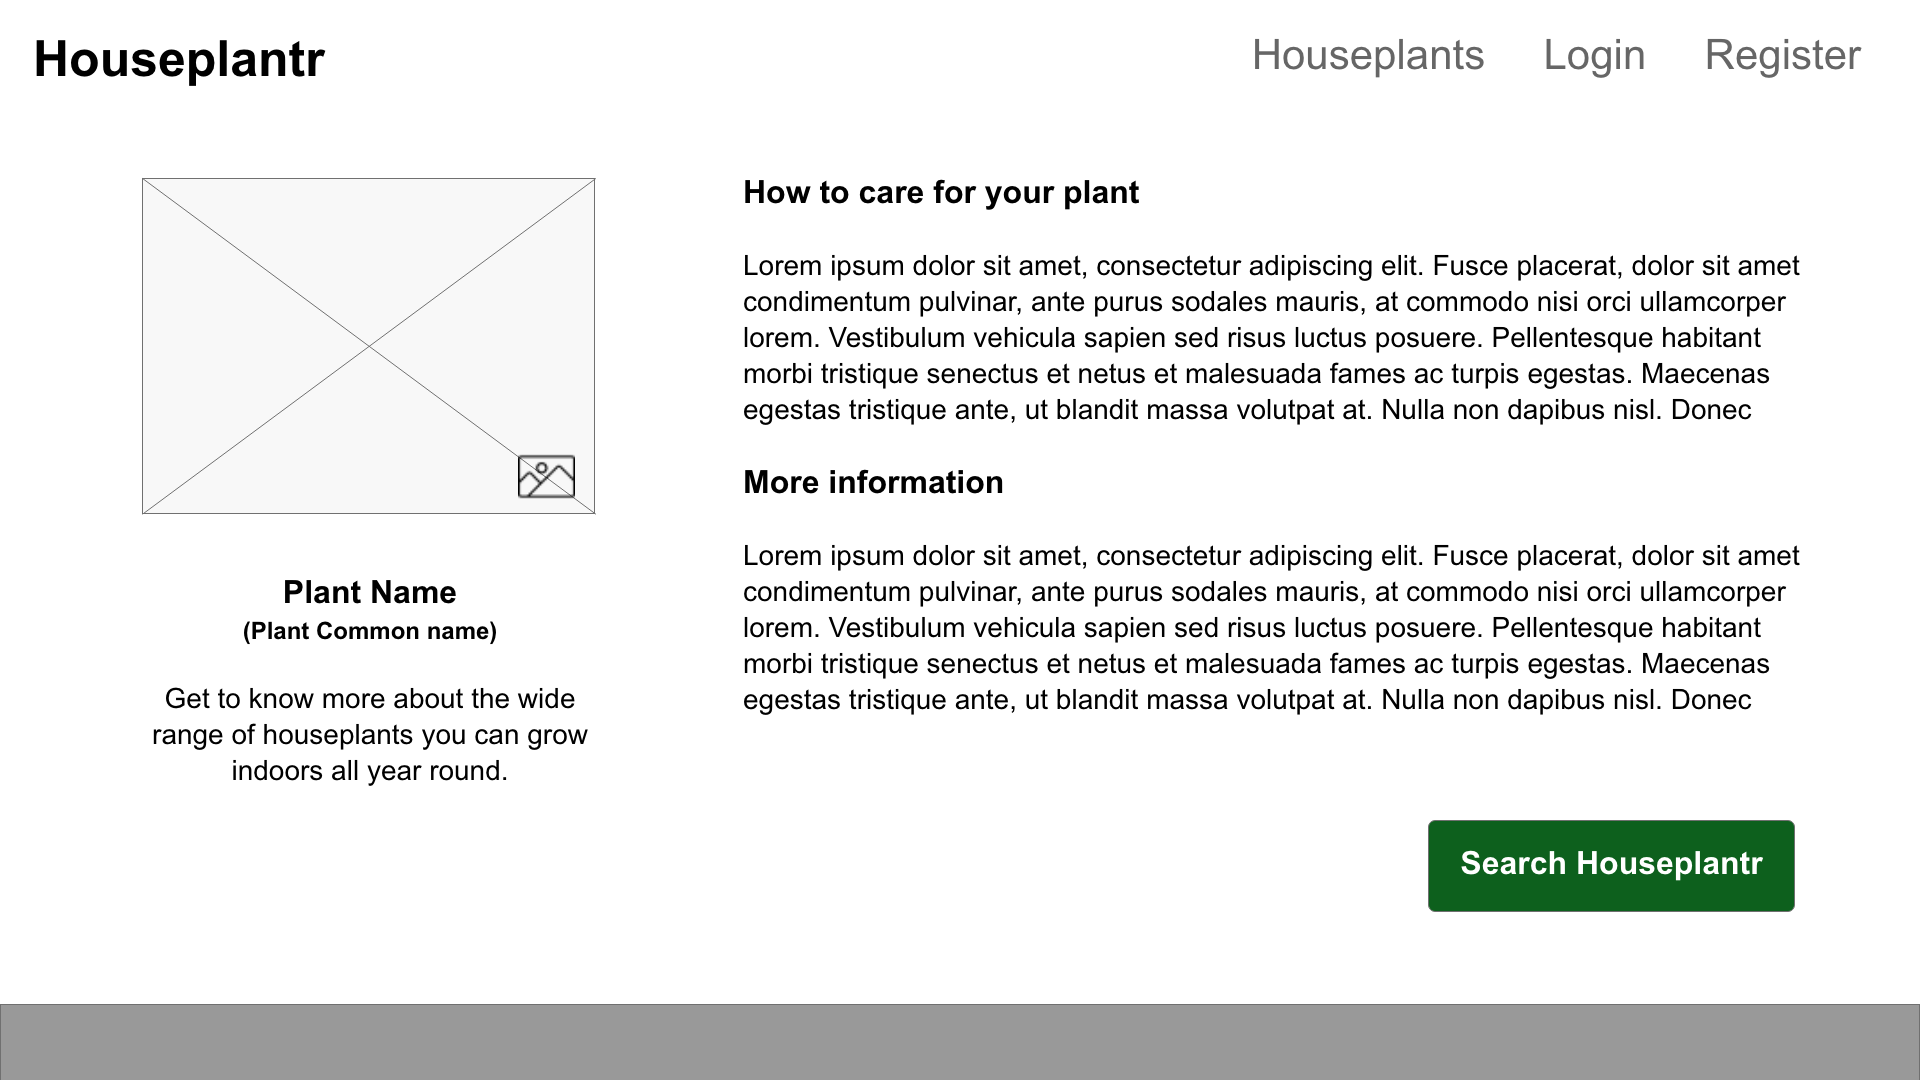 Houseplantr
Houseplants Login Register
Plant Name
(Plant Common name)
Get to know more about the wide
range of houseplants you can grow
indoors all year round.
How to care for your plant
Lorem ipsum dolor sit amet, consectetur adipiscing elit. Fusce placerat, dolor sit amet
condimentum pulvinar, ante purus sodales mauris, at commodo nisi orci ullamcorper
lorem. Vestibulum vehicula sapien sed risus luctus posuere. Pellentesque habitant
morbi tristique senectus et netus et malesuada fames ac turpis egestas. Maecenas
egestas tristique ante, ut blandit massa volutpat at. Nulla non dapibus nisl. Donec
More information
Lorem ipsum dolor sit amet, consectetur adipiscing elit. Fusce placerat, dolor sit amet
condimentum pulvinar, ante purus sodales mauris, at commodo nisi orci ullamcorper
lorem. Vestibulum vehicula sapien sed risus luctus posuere. Pellentesque habitant
morbi tristique senectus et netus et malesuada fames ac turpis egestas. Maecenas
egestas tristique ante, ut blandit massa volutpat at. Nulla non dapibus nisl. Donec
Search Houseplantr